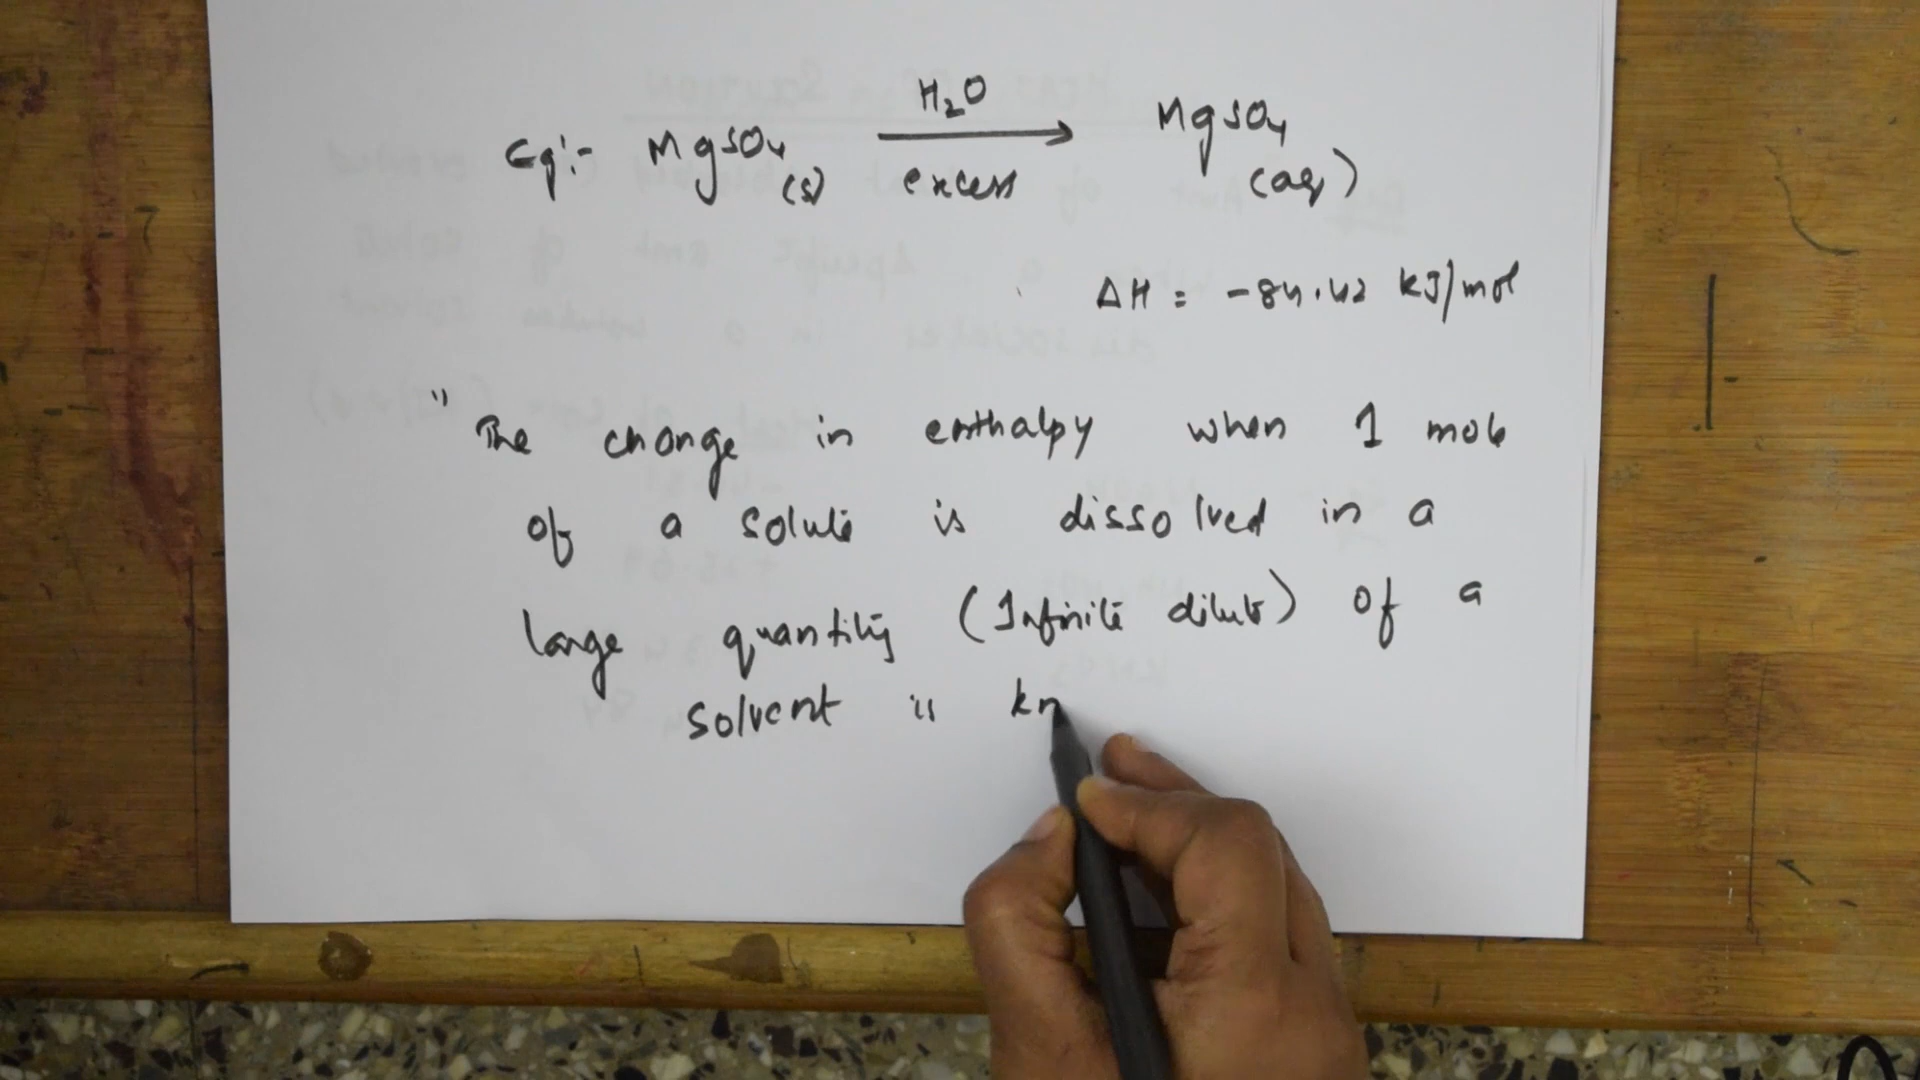 H2O
Eg:- MgSO4 (s) → MgSO4 (aq)
excess
ΔH = -84.42 kJ/mol
"The change in enthalpy when 1 mole
of a solute is dissolved in a
large quantity (Infinite dilute) of a
solvent is kn